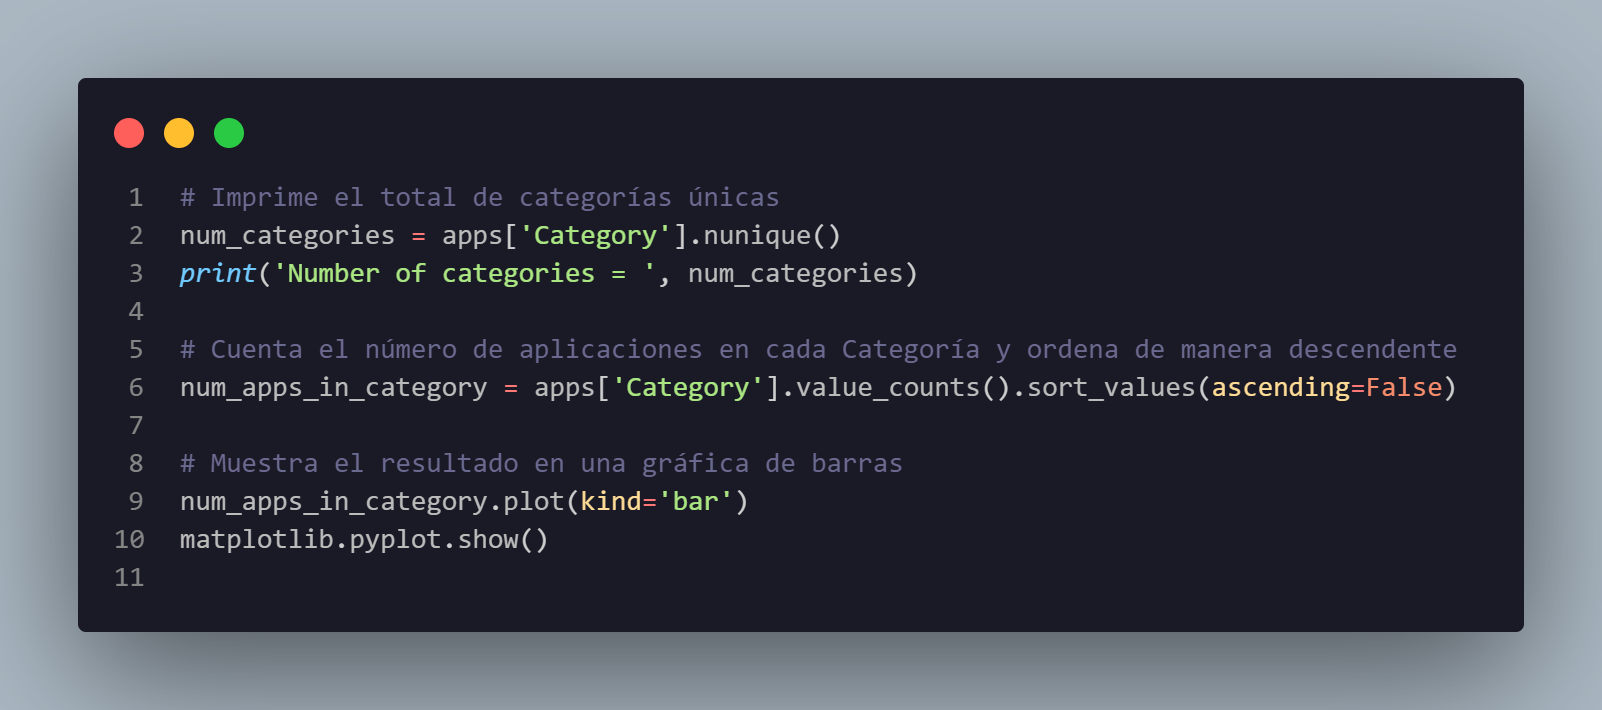 1 # Imprime el total de categorías únicas
2 num_categories = apps['Category'].nunique()
3 print('Number of categories = ', num_categories)
4
5 # Cuenta el número de aplicaciones en cada Categoría y ordena de manera descendente
6 num_apps_in_category = apps['Category'].value_counts().sort_values(ascending=False)
7
8 # Muestra el resultado en una gráfica de barras
9 num_apps_in_category.plot(kind='bar')
10 matplotlib.pyplot.show()
11